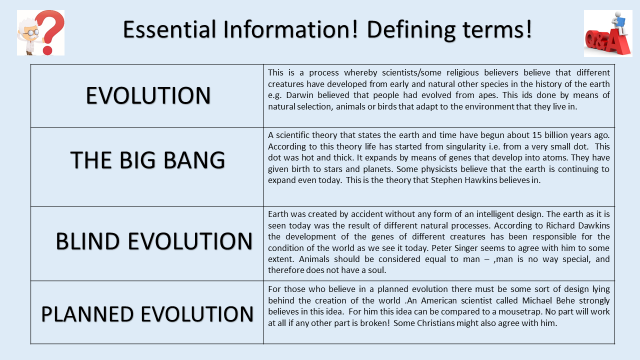 Essential Information! Defining terms!
Q&A
EVOLUTION
This is a process whereby scientists/some religious believers believe that different
creatures have developed from early and natural other species in the history of the earth
e.g. Darwin believed that people had evolved from apes. This ids done by means of
natural selection, animals or birds that adapt to the environment that they live in.
THE BIG BANG
A scientific theory that states the earth and time have begun about 15 billion years ago.
According to this theory life has started from singularity i.e. from a very small dot. This
dot was hot and thick. It expands by means of genes that develop into atoms. They have
given birth to stars and planets. Some physicists believe that the earth is continuing to
expand even today. This is the theory that Stephen Hawkins believes in.
BLIND EVOLUTION
Earth was created by accident without any form of an intelligent design. The earth as it is
seen today was the result of different natural processes. According to Richard Dawkins
the development of the genes of different creatures has been responsible for the
condition of the world as we see it today. Peter Singer seems to agree with him to some
extent. Animals should be considered equal to man – ,man is no way special, and
therefore does not have a soul.
PLANNED EVOLUTION
For those who believe in a planned evolution there must be some sort of design lying
behind the creation of the world .An American scientist called Michael Behe strongly
believes in this idea. For him this idea can be compared to a mousetrap. No part will work
at all if any other part is broken! Some Christians might also agree with him.